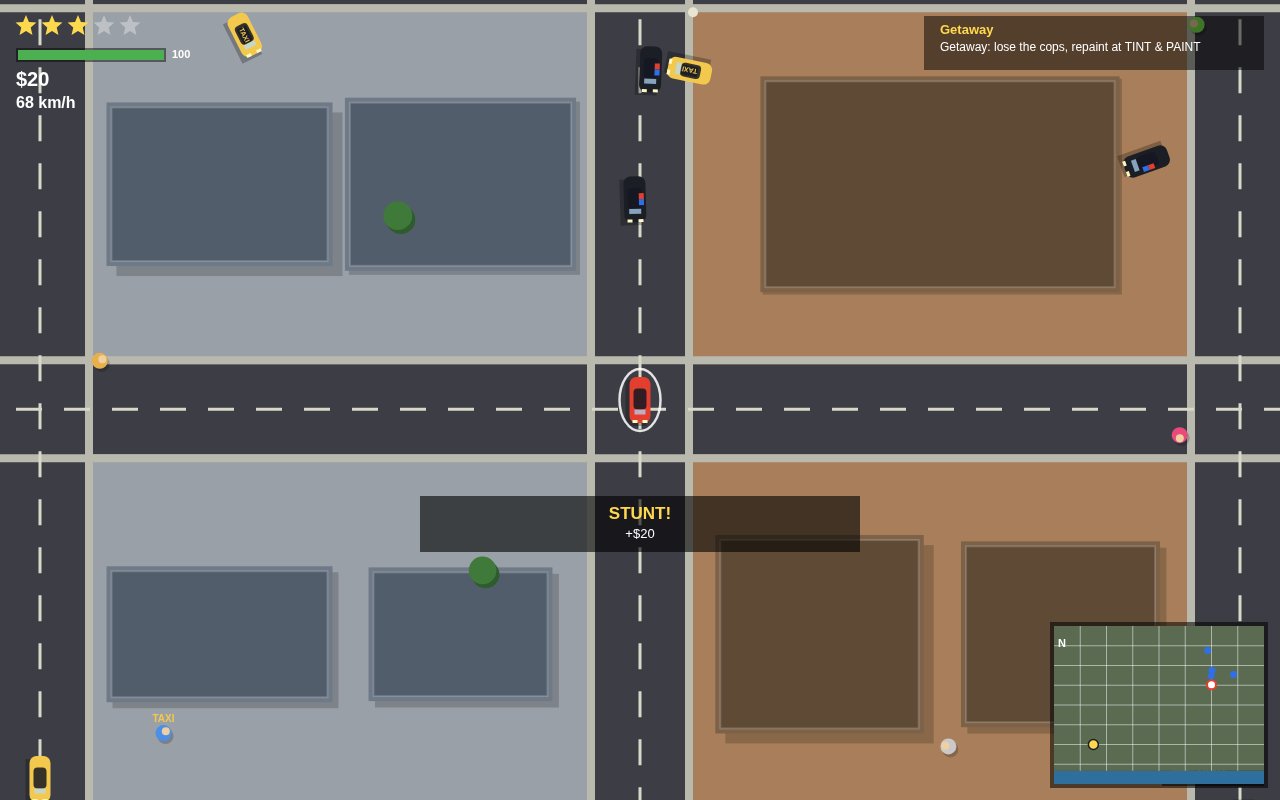 100
$20
68 km/h
TAXI
TAXI
Getaway
Getaway: lose the cops, repaint at TINT & PAINT
STUNT!
+$20
N
TAXI